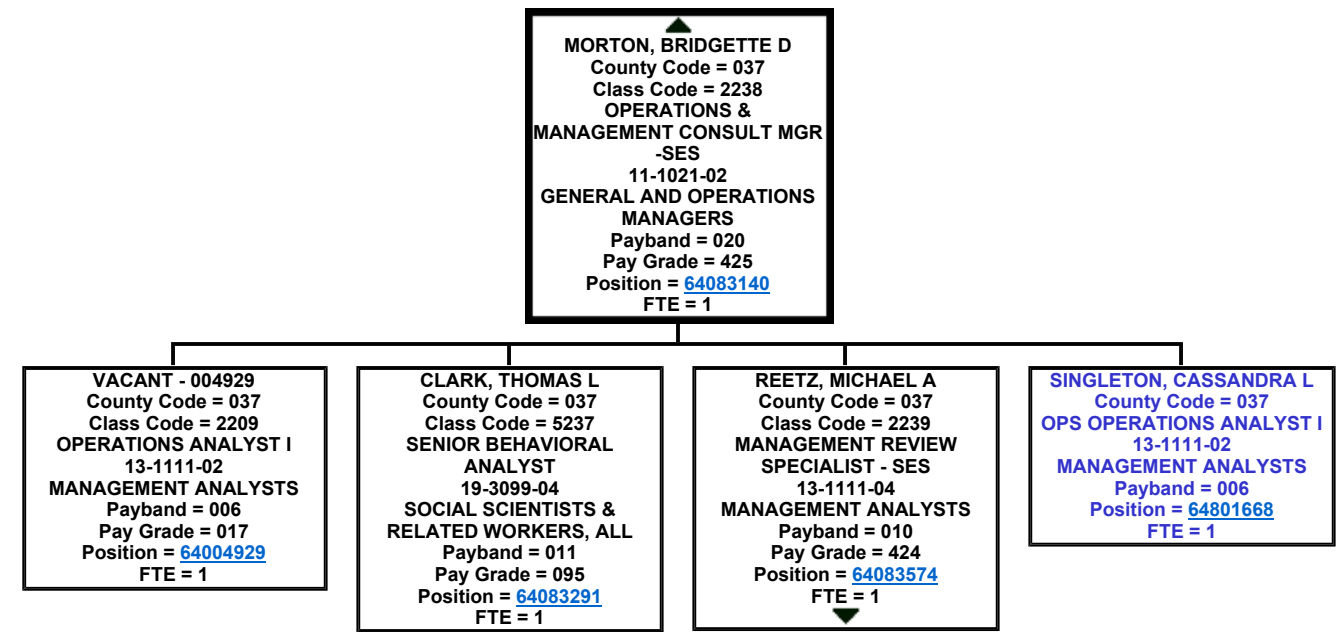 MORTON, BRIDGETTE D
County Code = 037
Class Code = 2238
OPERATIONS &
MANAGEMENT CONSULT MGR
-SES
11-1021-02
GENERAL AND OPERATIONS
MANAGERS
Payband = 020
Pay Grade = 425
Position = 64083140
FTE = 1
VACANT - 004929
County Code = 037
Class Code = 2209
OPERATIONS ANALYST I
13-1111-02
MANAGEMENT ANALYSTS
Payband = 006
Pay Grade = 017
Position = 64004929
FTE = 1
CLARK, THOMAS L
County Code = 037
Class Code = 5237
SENIOR BEHAVIORAL
ANALYST
19-3099-04
SOCIAL SCIENTISTS &
RELATED WORKERS, ALL
Payband = 011
Pay Grade = 095
Position = 64083291
FTE = 1
REETZ, MICHAEL A
County Code = 037
Class Code = 2239
MANAGEMENT REVIEW
SPECIALIST - SES
13-1111-04
MANAGEMENT ANALYSTS
Payband = 010
Pay Grade = 424
Position = 64083574
FTE = 1
SINGLETON, CASSANDRA L
County Code = 037
OPS OPERATIONS ANALYST I
13-1111-02
MANAGEMENT ANALYSTS
Payband = 006
Position = 64801668
FTE = 1